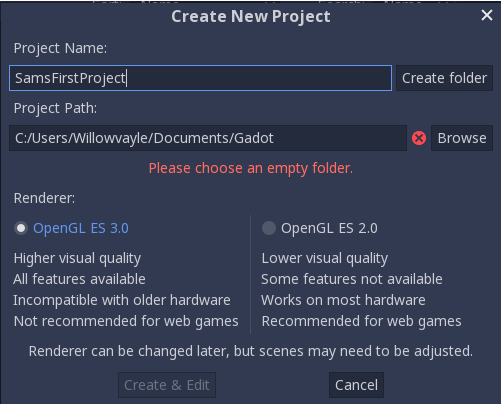 Create New Project
Project Name:
SamsFirstProject
Create folder
Project Path:
C:/Users/Willowvayle/Documents/Gadot
Browse
Please choose an empty folder.
Renderer:
OpenGL ES 3.0
Higher visual quality
All features available
Incompatible with older hardware
Not recommended for web games
OpenGL ES 2.0
Lower visual quality
Some features not available
Works on most hardware
Recommended for web games
Renderer can be changed later, but scenes may need to be adjusted.
Create & Edit
Cancel